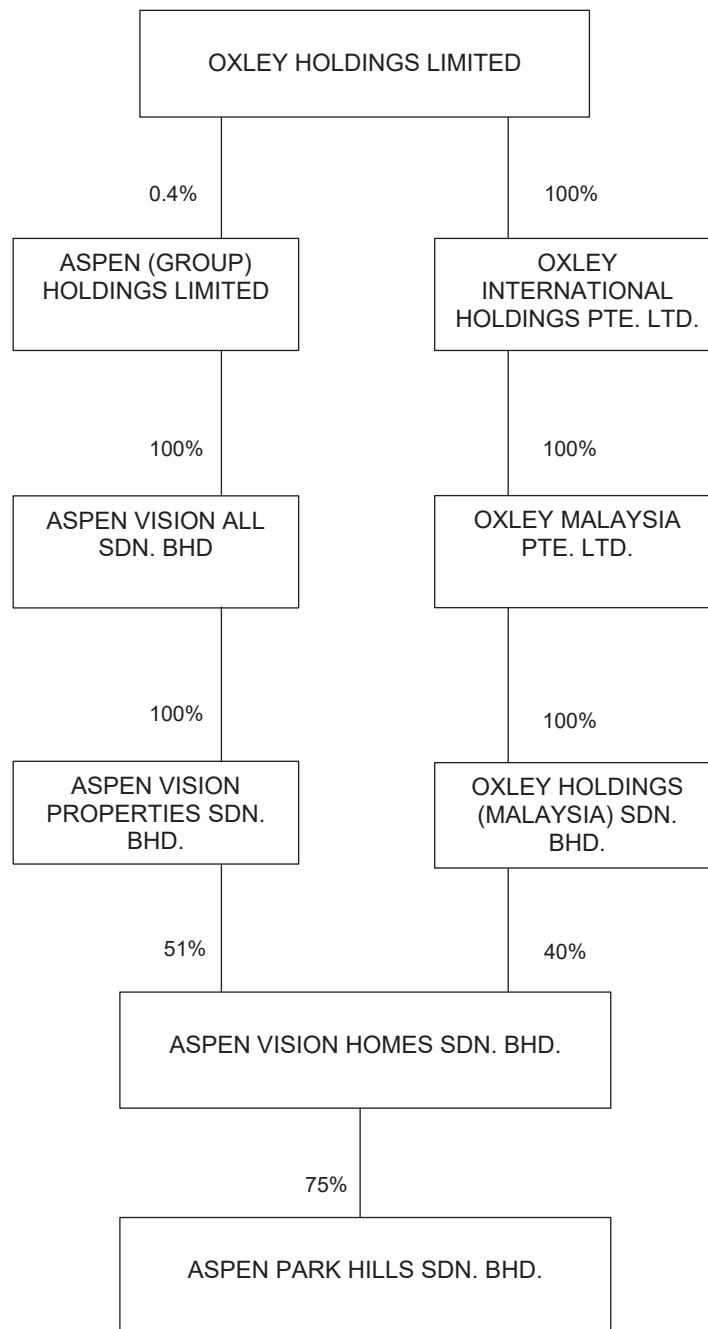 OXLEY HOLDINGS LIMITED
0.4%
100%
ASPEN (GROUP)
HOLDINGS LIMITED
OXLEY
INTERNATIONAL
HOLDINGS PTE. LTD.
100%
100%
ASPEN VISION ALL
SDN. BHD
OXLEY MALAYSIA
PTE. LTD.
100%
100%
ASPEN VISION
PROPERTIES SDN.
BHD.
OXLEY HOLDINGS
(MALAYSIA) SDN.
BHD.
51%
40%
ASPEN VISION HOMES SDN. BHD.
75%
ASPEN PARK HILLS SDN. BHD.